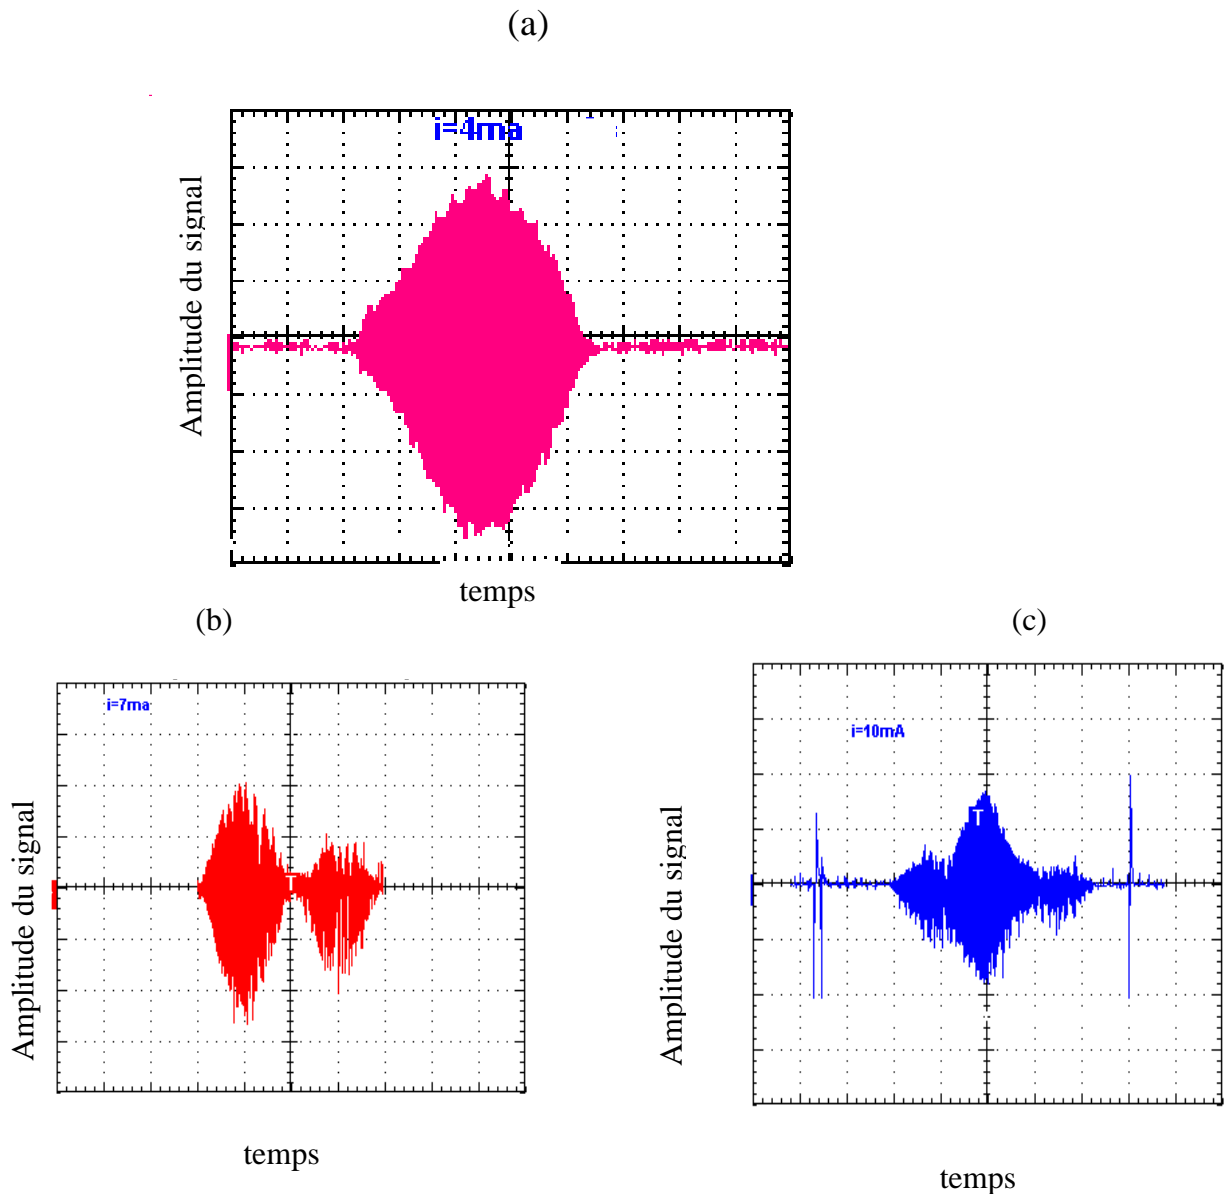 (a)
i=4ma
Amplitude du signal
temps
(b)
(c)
i=7ma
Amplitude du signal
temps
i=10mA
T
Amplitude du signal
temps